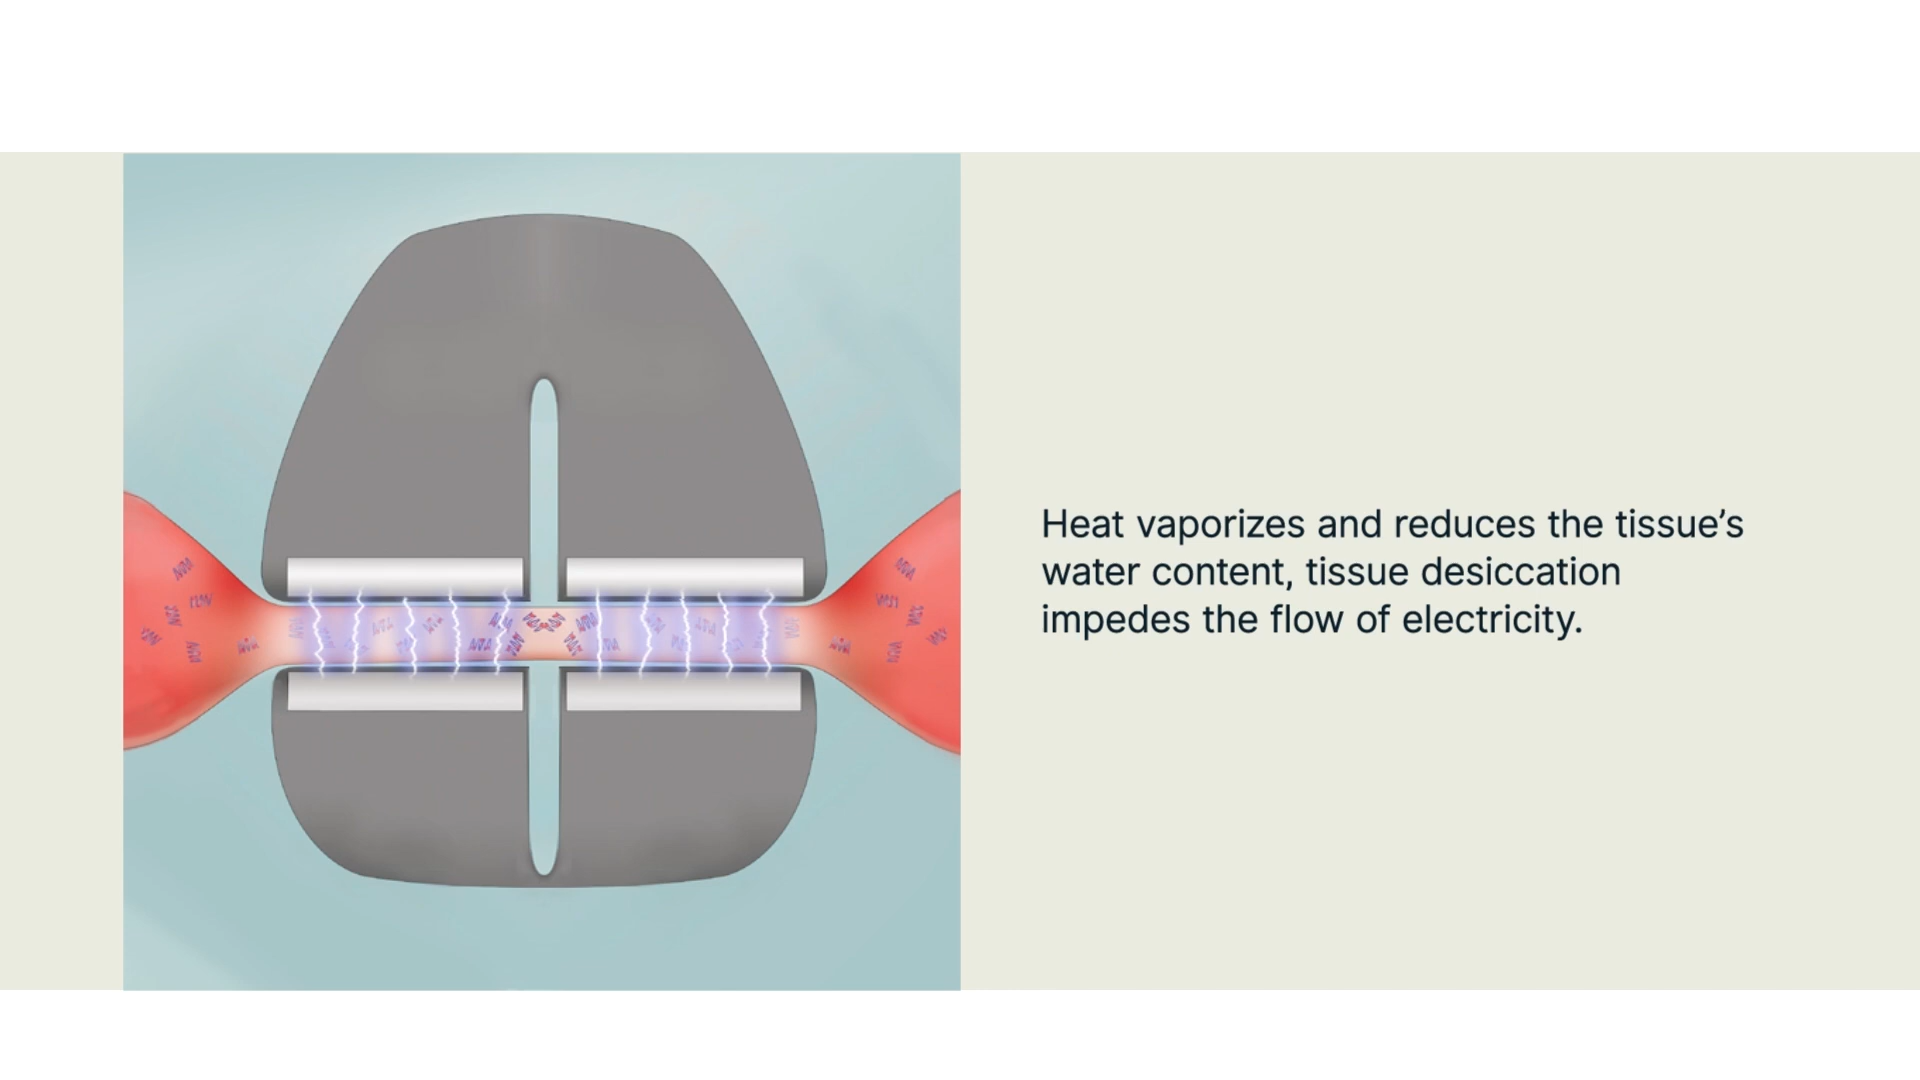 Heat vaporizes and reduces the tissue’s
water content, tissue desiccation
impedes the flow of electricity.